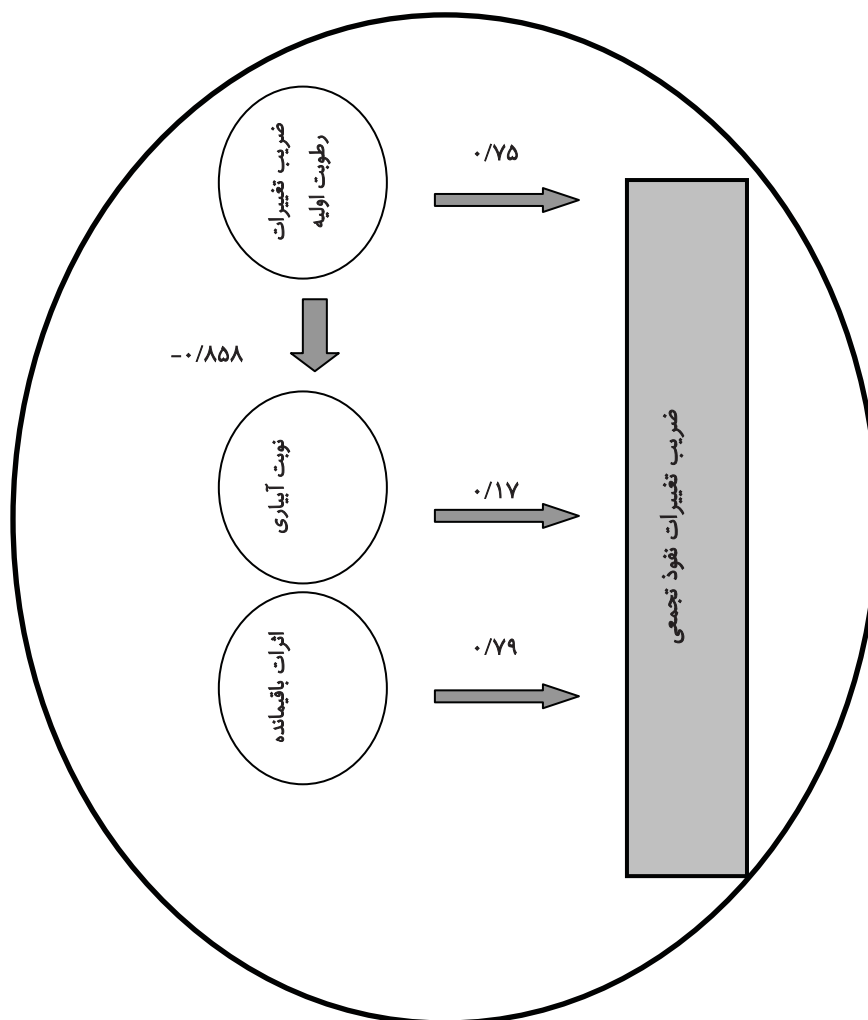 ضریب تغییرات
رطوبت اولیه
۰/۷۵
-۰/۸۵۸
نوبت آبیاری
۰/۱۷
اثرات باقیمانده
۰/۷۹
ضریب تغییرات نفوذ تجمعی